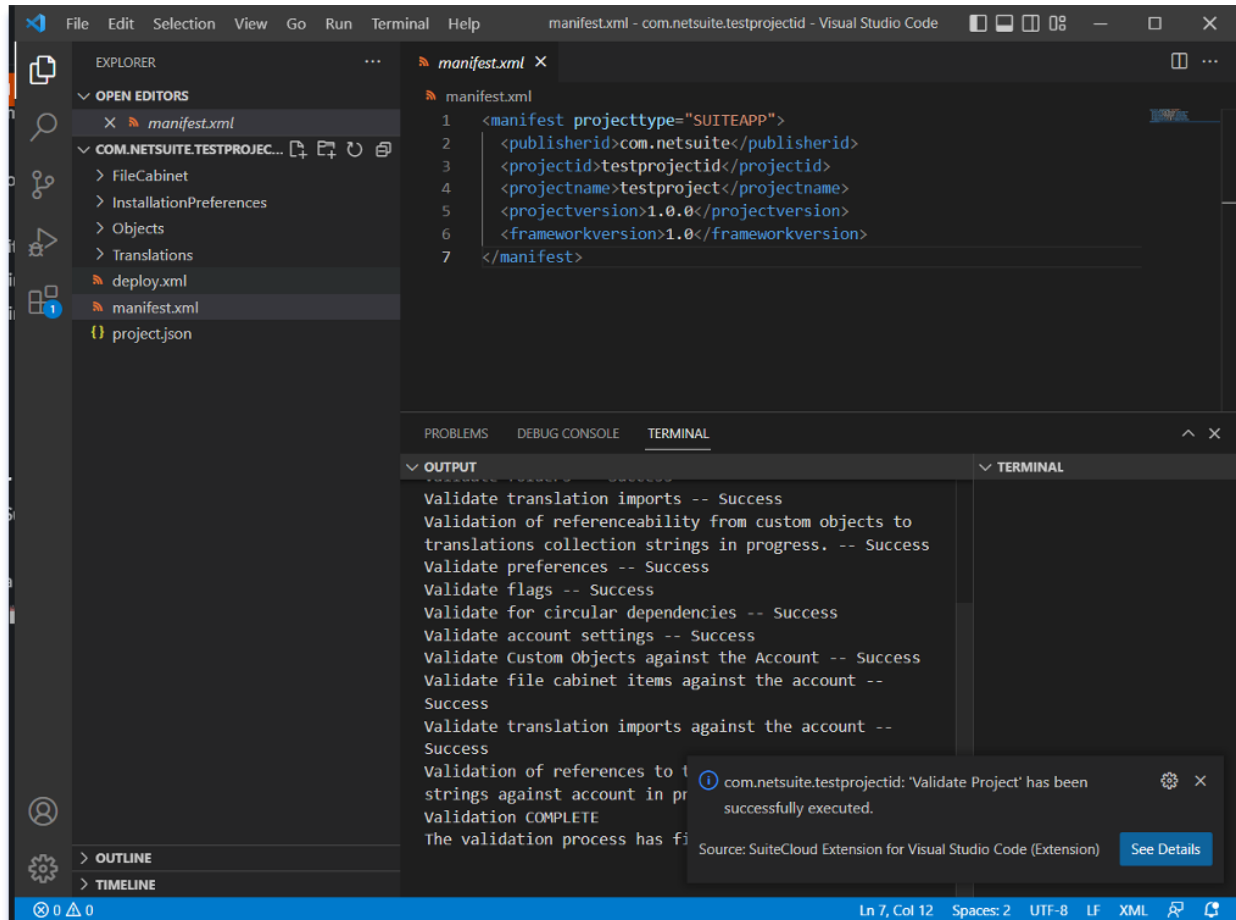 File Edit Selection View Go Run Terminal Help manifest.xml - com.netsuite.testprojectid - Visual Studio Code
EXPLORER
OPEN EDITORS
manifest.xml
COM.NETSUITE.TESTPROJEC...
FileCabinet
InstallationPreferences
Objects
Translations
deploy.xml
manifest.xml
project.json
OUTLINE
TIMELINE
1
manifest.xml
manifest.xml
1 <manifest projecttype="SUITEAPP">
2 <publisherid>com.netsuite</publisherid>
3 <projectid>testprojectid</projectid>
4 <projectname>testproject</projectname>
5 <projectversion>1.0.0</projectversion>
6 <frameworkversion>1.0</frameworkversion>
7 </manifest>
PROBLEMS DEBUG CONSOLE TERMINAL
OUTPUT
TERMINAL
Validate folders -- Success
Validate translation imports -- Success
Validation of referenceability from custom objects to
translations collection strings in progress. -- Success
Validate preferences -- Success
Validate flags -- Success
Validate for circular dependencies -- Success
Validate account settings -- Success
Validate Custom Objects against the Account -- Success
Validate file cabinet items against the account --
Success
Validate translation imports against the account --
Success
Validation of references to
strings against account in
Validation COMPLETE
The validation process has
com.netsuite.testprojectid: 'Validate Project' has been
successfully executed.
Source: SuiteCloud Extension for Visual Studio Code (Extension)
See Details
0 0 Ln 7, Col 12 Spaces: 2 UTF-8 LF XML